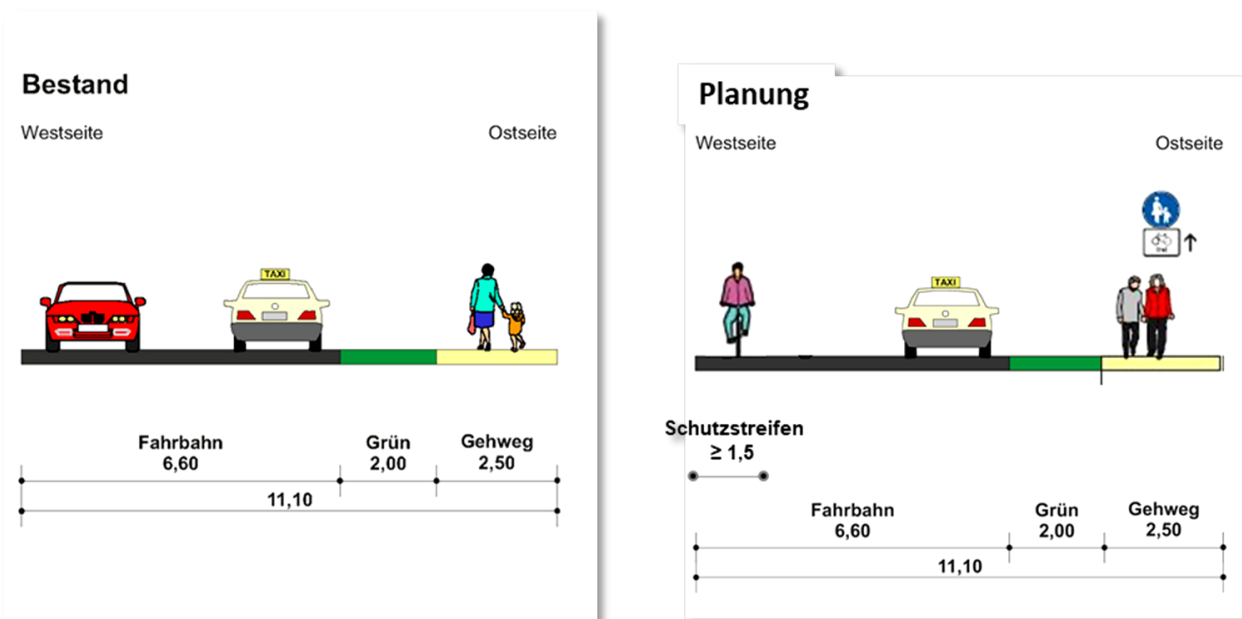 Bestand
Westseite
Ostseite
TAXI
Fahrbahn
6,60
Grün
2,00
Gehweg
2,50
11,10
Planung
Westseite
Ostseite
frei
TAXI
Schutzstreifen
≥ 1,5
Fahrbahn
6,60
Grün
2,00
Gehweg
2,50
11,10